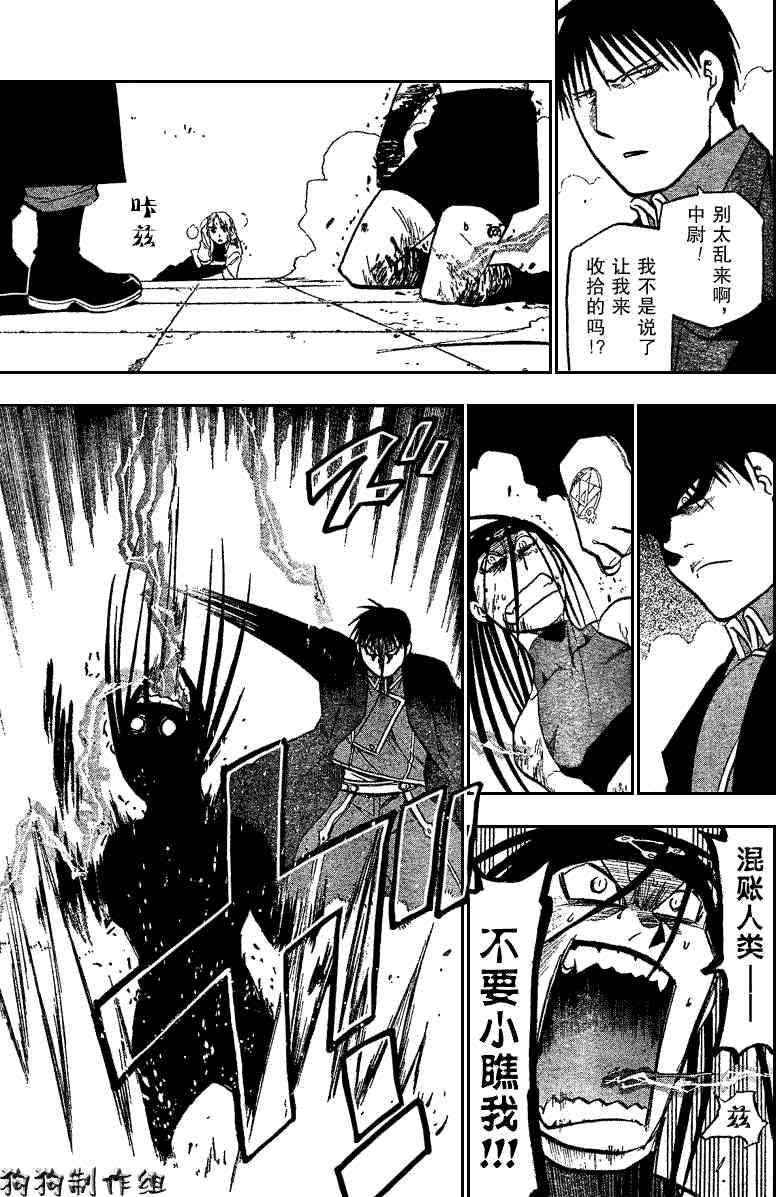 别太乱来啊，
中尉！
我不是说了
让我来
收拾的吗!?
咔
兹
混账人类——
兹
不要小瞧我!!!
狗狗制作组